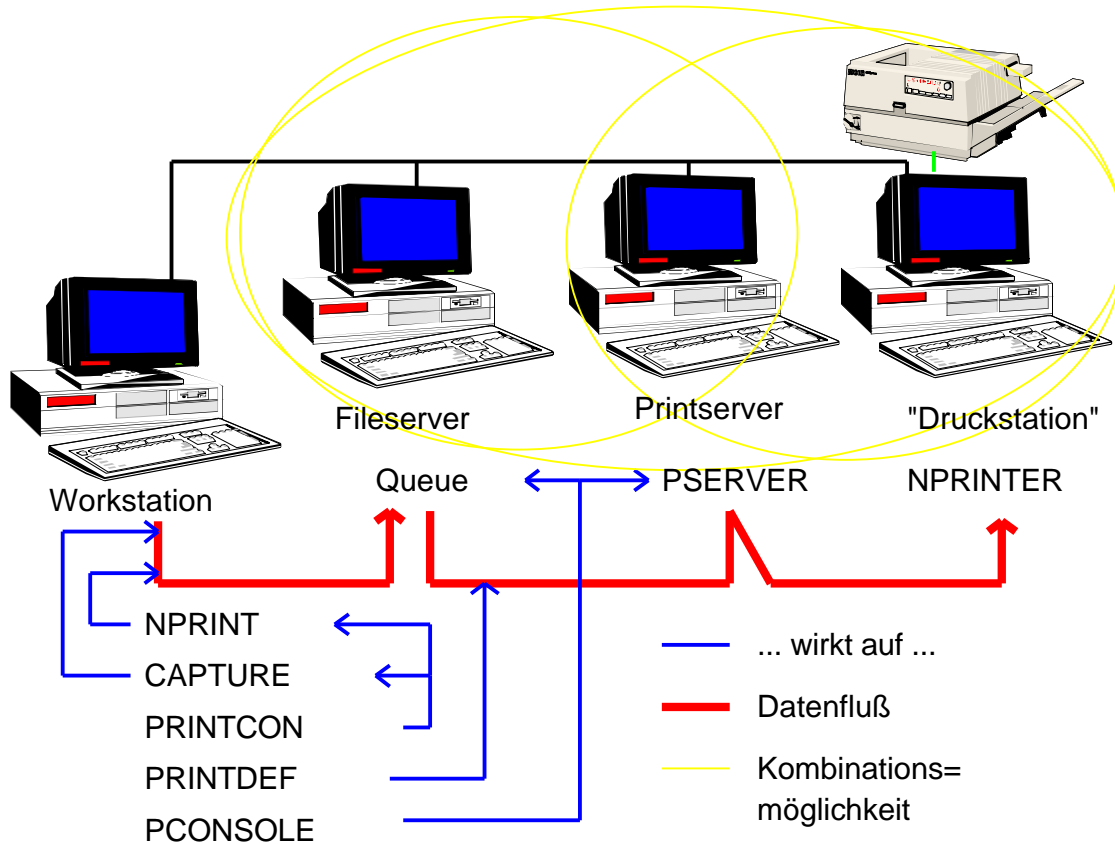 Fileserver
Printserver
"Druckstation"
Workstation
Queue
PSERVER
NPRINTER
NPRINT
CAPTURE
PRINTCON
PRINTDEF
PCONSOLE
... wirkt auf ...
Datenfluß
Kombinations=
möglichkeit